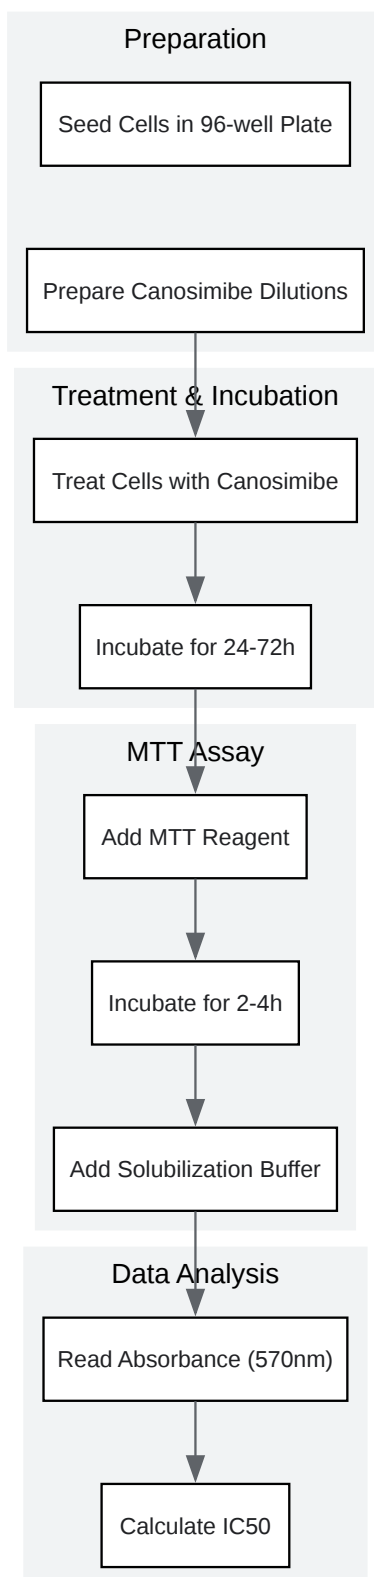 Preparation
Seed Cells in 96-well Plate
Prepare Canosimibe Dilutions
Treatment & Incubation
Treat Cells with Canosimibe
Incubate for 24-72h
MTT Assay
Add MTT Reagent
Incubate for 2-4h
Add Solubilization Buffer
Data Analysis
Read Absorbance (570nm)
Calculate IC50